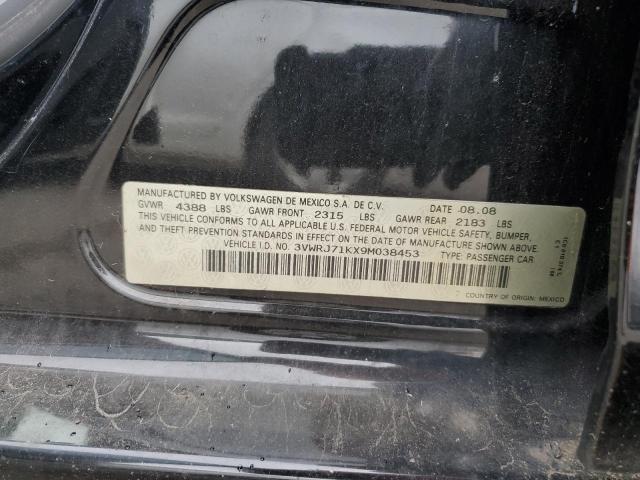 MANUFACTURED BY VOLKSWAGEN DE MEXICO S.A. DE C.V. DATE 08.08
GVWR 4388 LBS GAWR FRONT 2315 LBS GAWR REAR 2183 LBS
THIS VEHICLE CONFORMS TO ALL APPLICABLE U.S. FEDERAL MOTOR VEHICLE SAFETY, BUMPER,
AND THEFT PREVENTION STANDARDS IN EFFECT ON THE DATE OF MANUFACTURE SHOWN ABOVE.
VEHICLE I.D. NO. 3VWRJ71KX9M038453 TYPE: PASSENGER CAR
COUNTRY OF ORIGIN: MEXICO